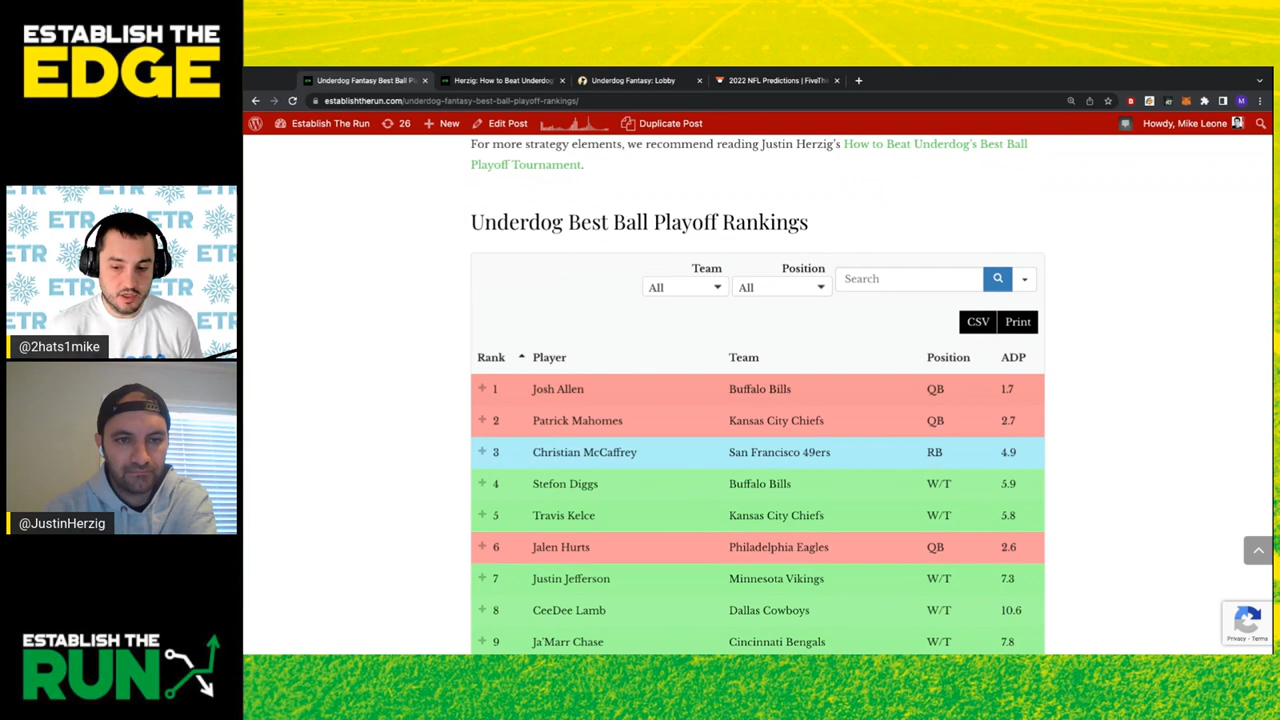 ESTABLISH THE
EDGE
Underdog Fantasy Best Ball Pl
Herzig: How to Beat Underdog
Underdog Fantasy: Lobby
2022 NFL Predictions | FiveThi
establishtherun.com/underdog-fantasy-best-ball-playoff-rankings/
Establish The Run
26
New
Edit Post
Duplicate Post
Howdy, Mike Leone
For more strategy elements, we recommend reading Justin Herzig's How to Beat Underdog's Best Ball
Playoff Tournament.
Underdog Best Ball Playoff Rankings
Team
Position
All
All
Search
CSV
Print
Rank Player Team Position ADP
1 Josh Allen Buffalo Bills QB 1.7
2 Patrick Mahomes Kansas City Chiefs QB 2.7
3 Christian McCaffrey San Francisco 49ers RB 4.9
4 Stefon Diggs Buffalo Bills W/T 5.9
5 Travis Kelce Kansas City Chiefs W/T 5.8
6 Jalen Hurts Philadelphia Eagles QB 2.6
7 Justin Jefferson Minnesota Vikings W/T 7.3
8 CeeDee Lamb Dallas Cowboys W/T 10.6
9 Ja'Marr Chase Cincinnati Bengals W/T 7.8
Privacy - Terms
ETR
ETR
ETR
@2hats1mike
@JustinHerzig
ESTABLISH THE
RUN